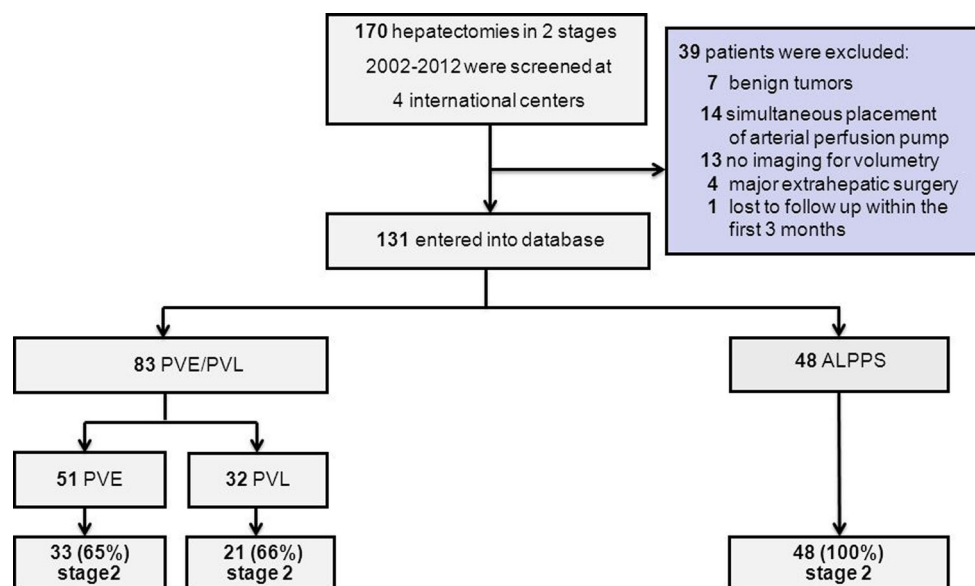 170 hepatectomies in 2 stages
2002-2012 were screened at
4 international centers
39 patients were excluded:
7 benign tumors
14 simultaneous placement
of arterial perfusion pump
13 no imaging for volumetry
4 major extrahepatic surgery
1 lost to follow up within the
first 3 months
131 entered into database
83 PVE/PVL
48 ALPPS
51 PVE
32 PVL
33 (65%)
stage2
21 (66%)
stage 2
48 (100%)
stage 2